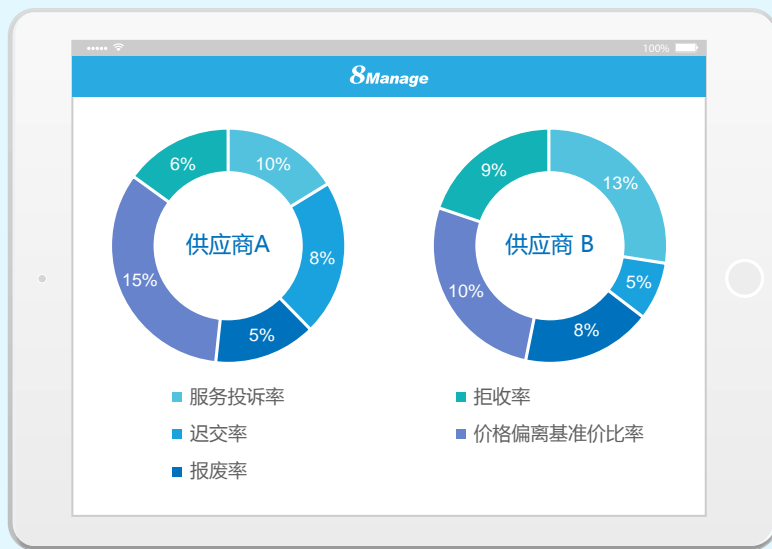 100%
8Manage
6%
10%
15%
8%
5%
供应商A
9%
13%
10%
5%
8%
供应商 B
服务投诉率
拒收率
迟交率
价格偏离基准价比率
报废率